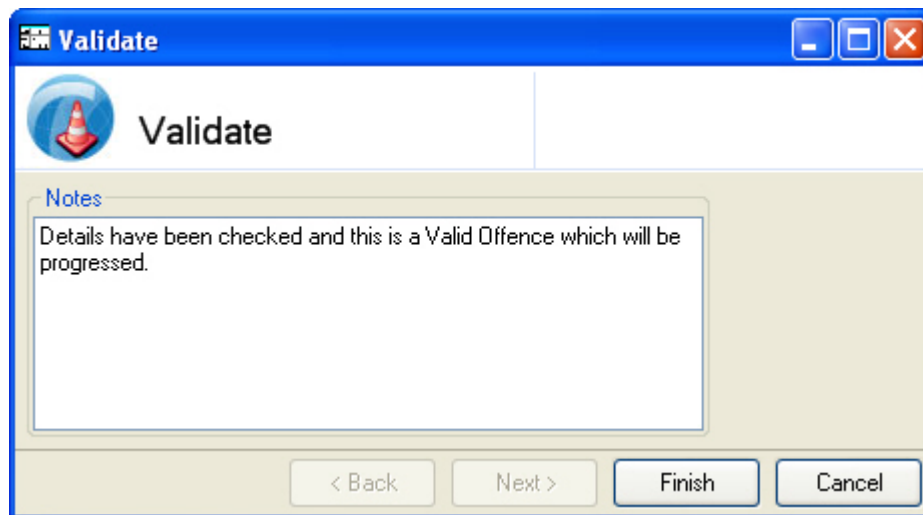 Validate
Validate
Notes
Details have been checked and this is a Valid Offence which will be
progressed.
< Back
Next >
Finish
Cancel